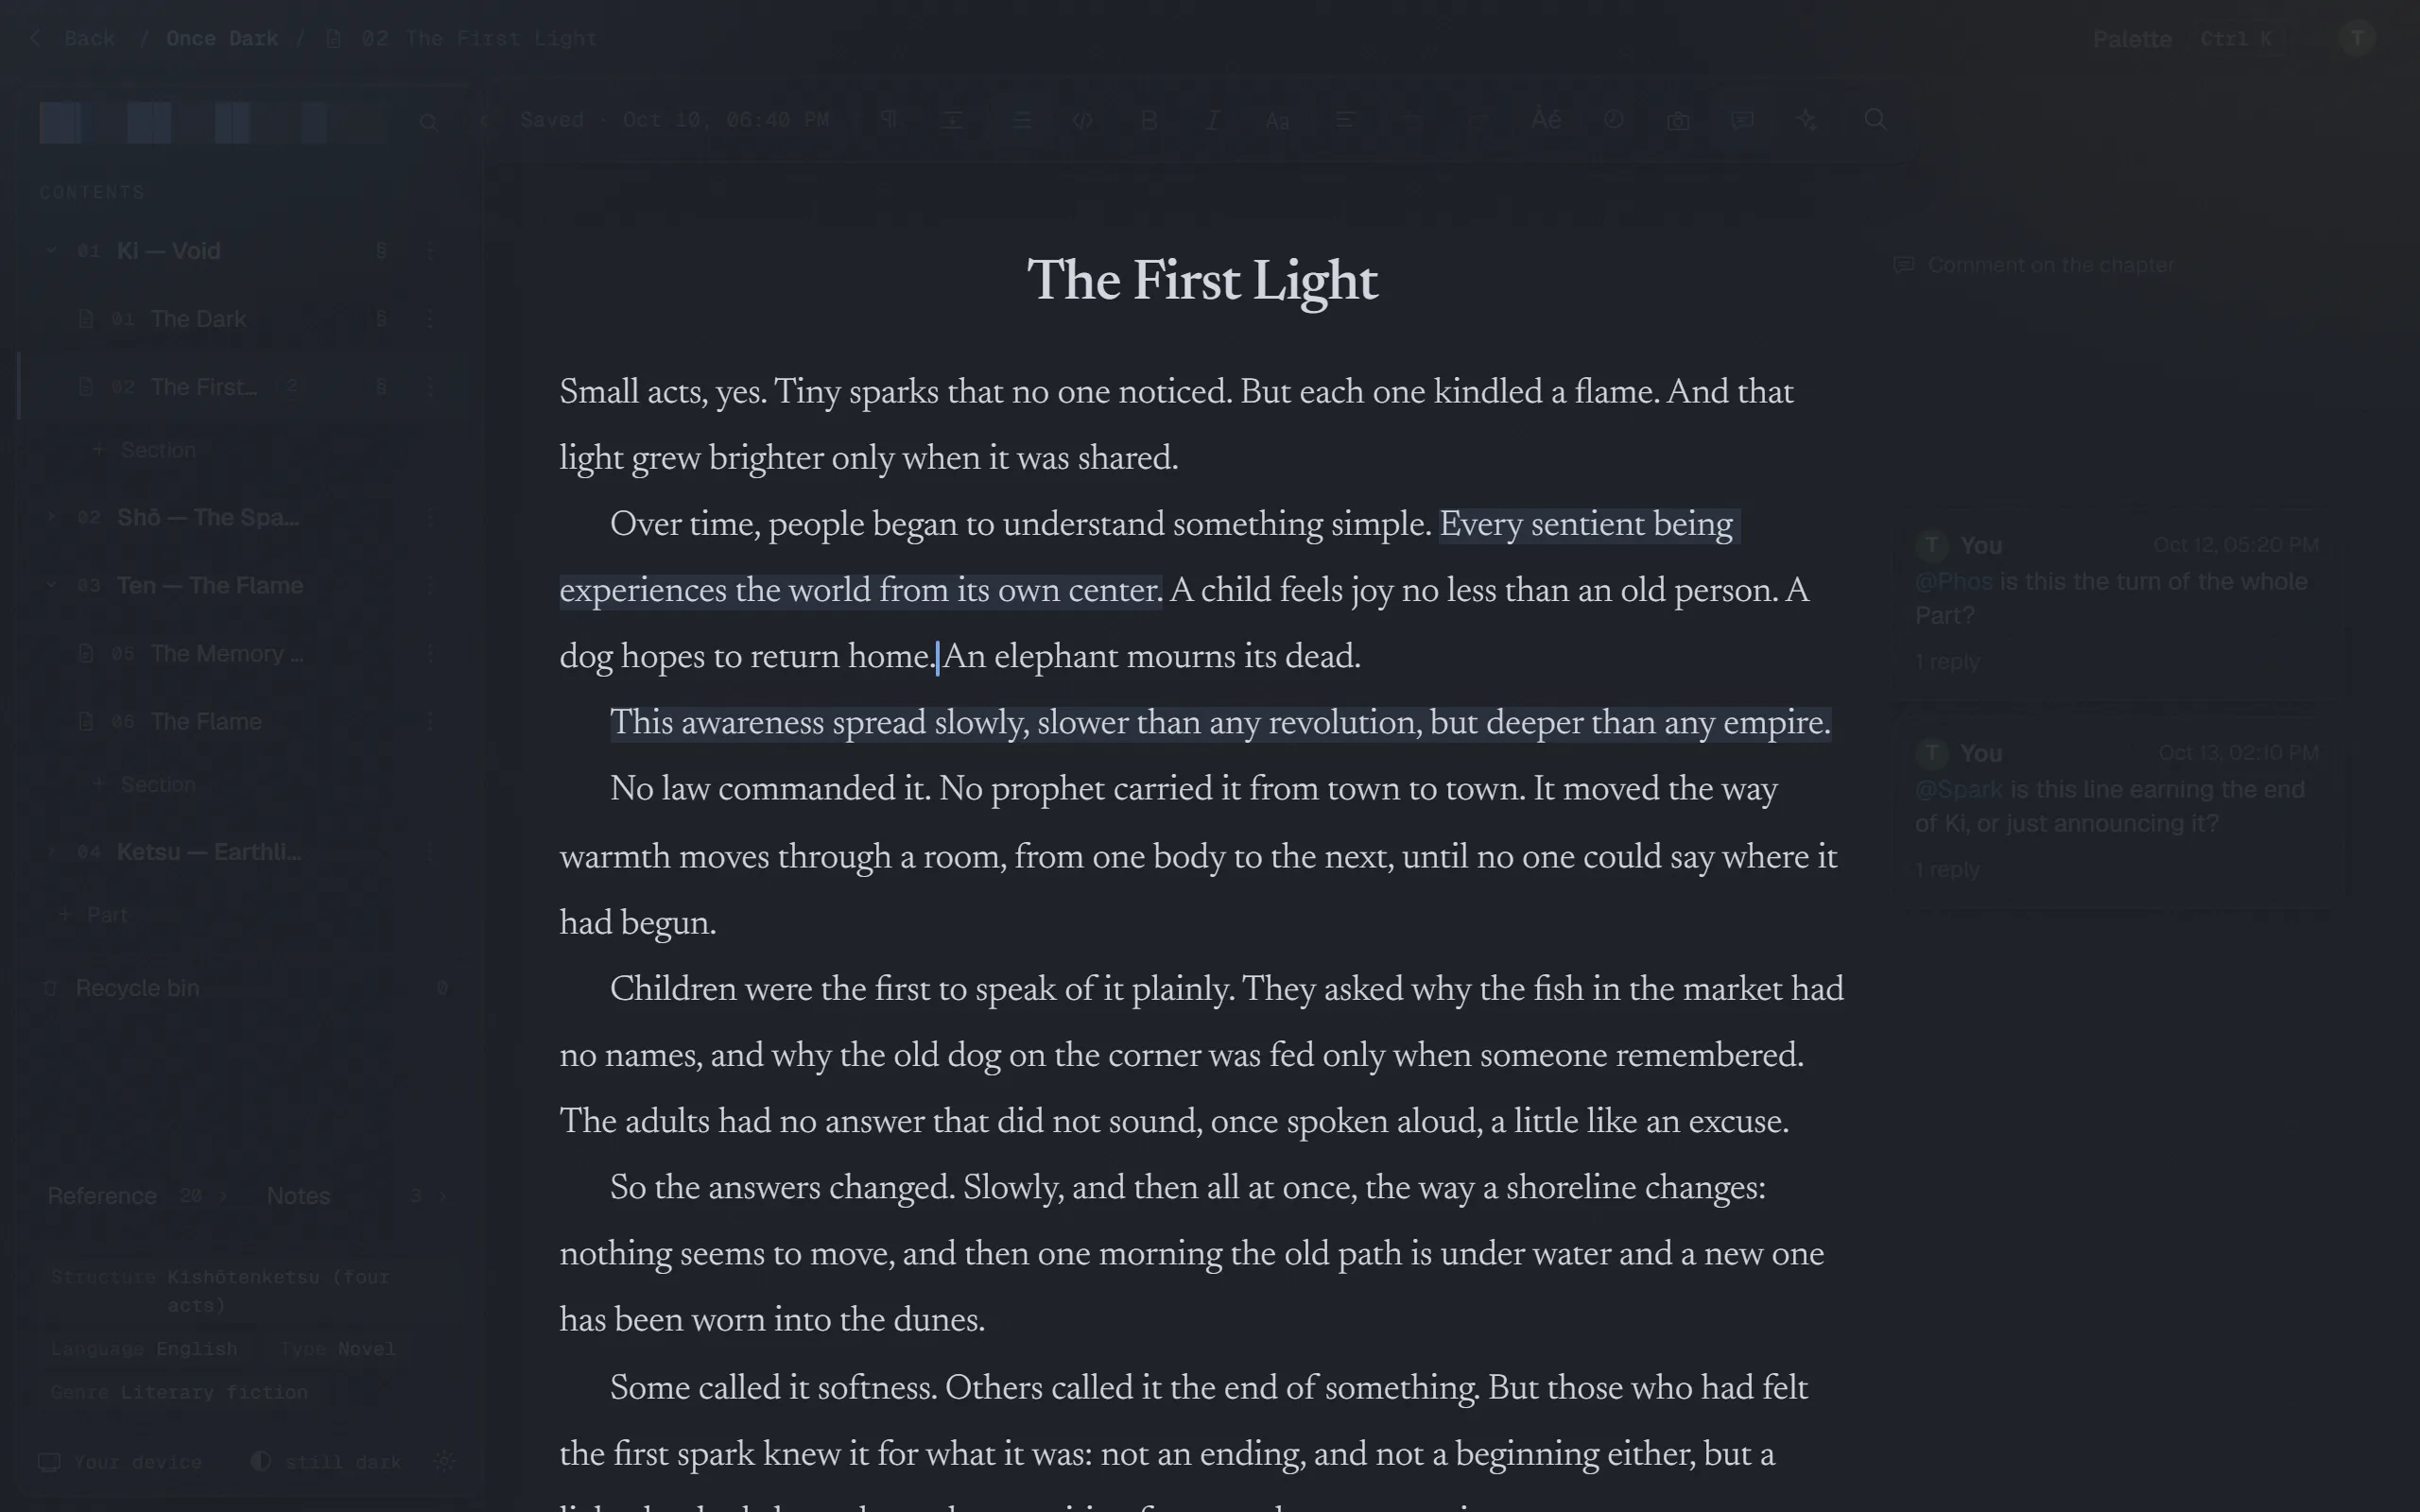 Back / Once Dark / 02 The First Light
Palette Ctrl K T
Saved · Oct 10, 06:40 PM
B I Aa Àé
CONTENTS
01 Ki — Void §
01 The Dark §
02 The First... 2 §
+ Section
02 Shō — The Spa...
03 Ten — The Flame
05 The Memory ...
06 The Flame
+ Section
04 Ketsu — Earthli...
+ Part
Recycle bin 0
Reference 20 › Notes 3 ›
Structure Kishōtenketsu (four
acts)
Language English Type Novel
Genre Literary fiction
Your device still dark
The First Light
Small acts, yes. Tiny sparks that no one noticed. But each one kindled a flame. And that
light grew brighter only when it was shared.
Over time, people began to understand something simple. Every sentient being
experiences the world from its own center. A child feels joy no less than an old person. A
dog hopes to return home. An elephant mourns its dead.
This awareness spread slowly, slower than any revolution, but deeper than any empire.
No law commanded it. No prophet carried it from town to town. It moved the way
warmth moves through a room, from one body to the next, until no one could say where it
had begun.
Children were the first to speak of it plainly. They asked why the fish in the market had
no names, and why the old dog on the corner was fed only when someone remembered.
The adults had no answer that did not sound, once spoken aloud, a little like an excuse.
So the answers changed. Slowly, and then all at once, the way a shoreline changes:
nothing seems to move, and then one morning the old path is under water and a new one
has been worn into the dunes.
Some called it softness. Others called it the end of something. But those who had felt
the first spark knew it for what it was: not an ending, and not a beginning either, but a
Comment on the chapter
T You Oct 12, 05:20 PM
@Phos is this the turn of the whole
Part?
1 reply
T You Oct 13, 02:10 PM
@Spark is this line earning the end
of Ki, or just announcing it?
1 reply